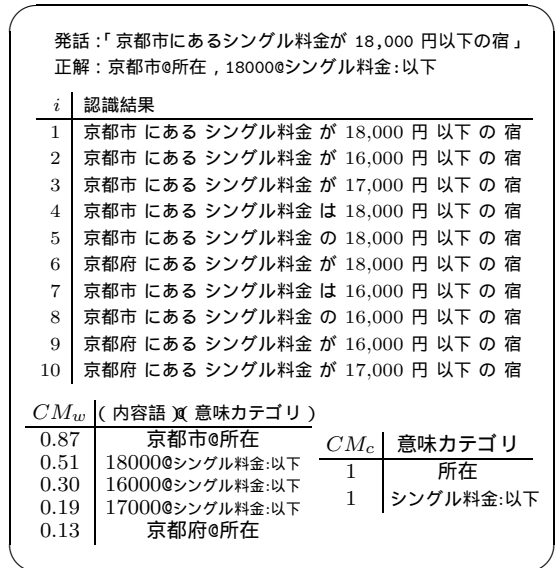 発話：「京都市にあるシングル料金が 18,000 円以下の宿」
正解：京都市@所在，18000@シングル料金:以下
i 認識結果
1 京都市 にある シングル料金 が 18,000 円 以下 の 宿
2 京都市 にある シングル料金 が 16,000 円 以下 の 宿
3 京都市 にある シングル料金 が 17,000 円 以下 の 宿
4 京都市 にある シングル料金 は 18,000 円 以下 の 宿
5 京都市 にある シングル料金 の 18,000 円 以下 の 宿
6 京都府 にある シングル料金 が 18,000 円 以下 の 宿
7 京都市 にある シングル料金 は 16,000 円 以下 の 宿
8 京都市 にある シングル料金 の 16,000 円 以下 の 宿
9 京都府 にある シングル料金 が 16,000 円 以下 の 宿
10 京都府 にある シングル料金 が 17,000 円 以下 の 宿
CMw (内容語)@(意味カテゴリ)
0.87 京都市@所在
0.51 18000@シングル料金:以下
0.30 16000@シングル料金:以下
0.19 17000@シングル料金:以下
0.13 京都府@所在
CMc 意味カテゴリ
1 所在
1 シングル料金:以下